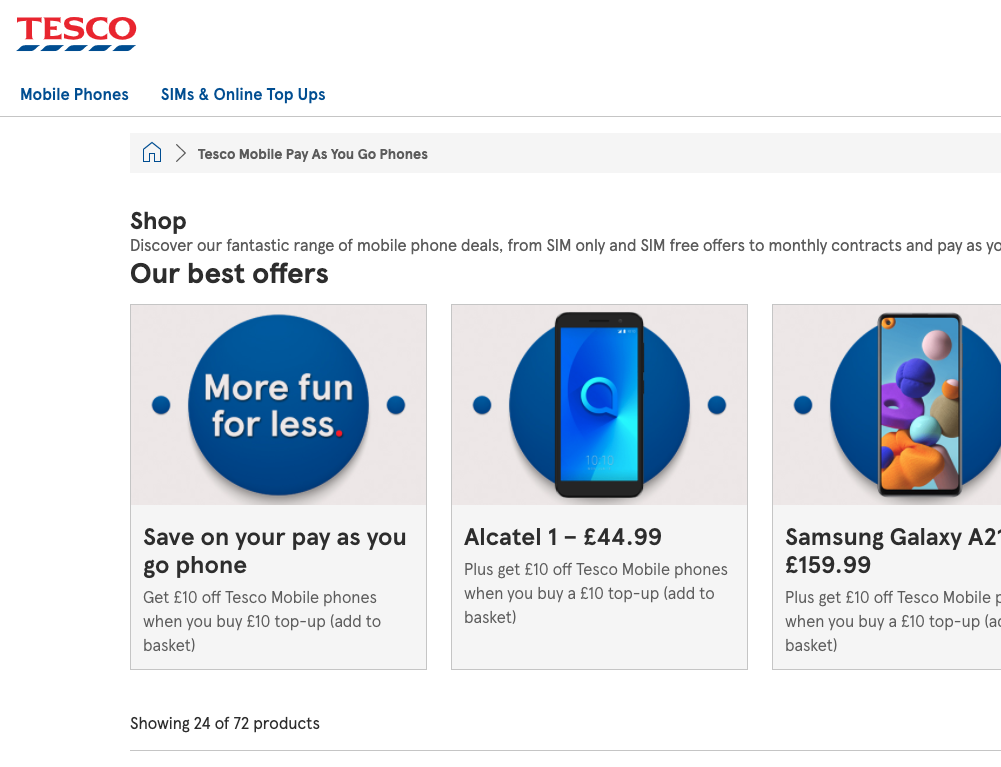 TESCO
Mobile Phones
SIMs & Online Top Ups
Tesco Mobile Pay As You Go Phones
Shop
Discover our fantastic range of mobile phone deals, from SIM only and SIM free offers to monthly contracts and pay as yo
Our best offers
More fun
for less.
Save on your pay as you
go phone
Get £10 off Tesco Mobile phones
when you buy £10 top-up (add to
basket)
10:10
Alcatel 1 – £44.99
Plus get £10 off Tesco Mobile phones
when you buy a £10 top-up (add to
basket)
Samsung Galaxy A21
£159.99
Plus get £10 off Tesco Mobile p
when you buy a £10 top-up (ad
basket)
Showing 24 of 72 products